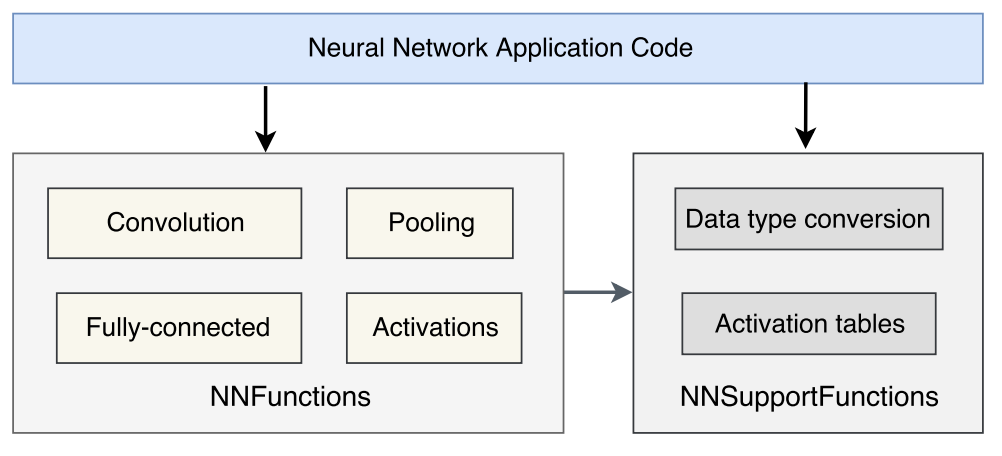 Neural Network Application Code
Convolution
Pooling
Fully-connected
Activations
NNFunctions
Data type conversion
Activation tables
NNSupportFunctions